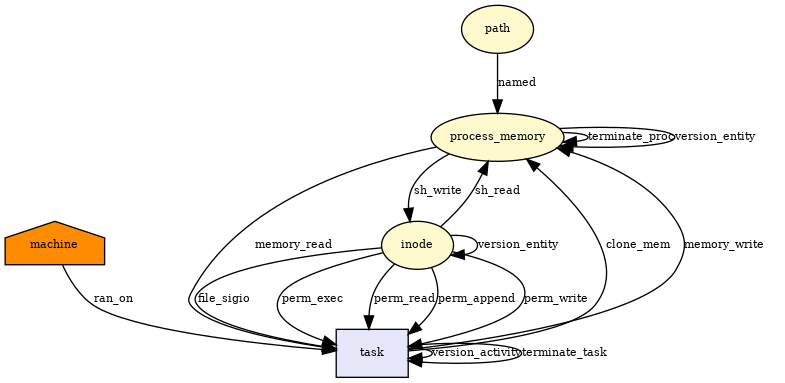 path
named
process_memory
terminate_proc
version_entity
sh_write
sh_read
machine
memory_read
inode
version_entity
clone_mem
memory_write
ran_on
file_sigio
perm_exec
perm_read
perm_append
perm_write
task
version_activity
terminate_task